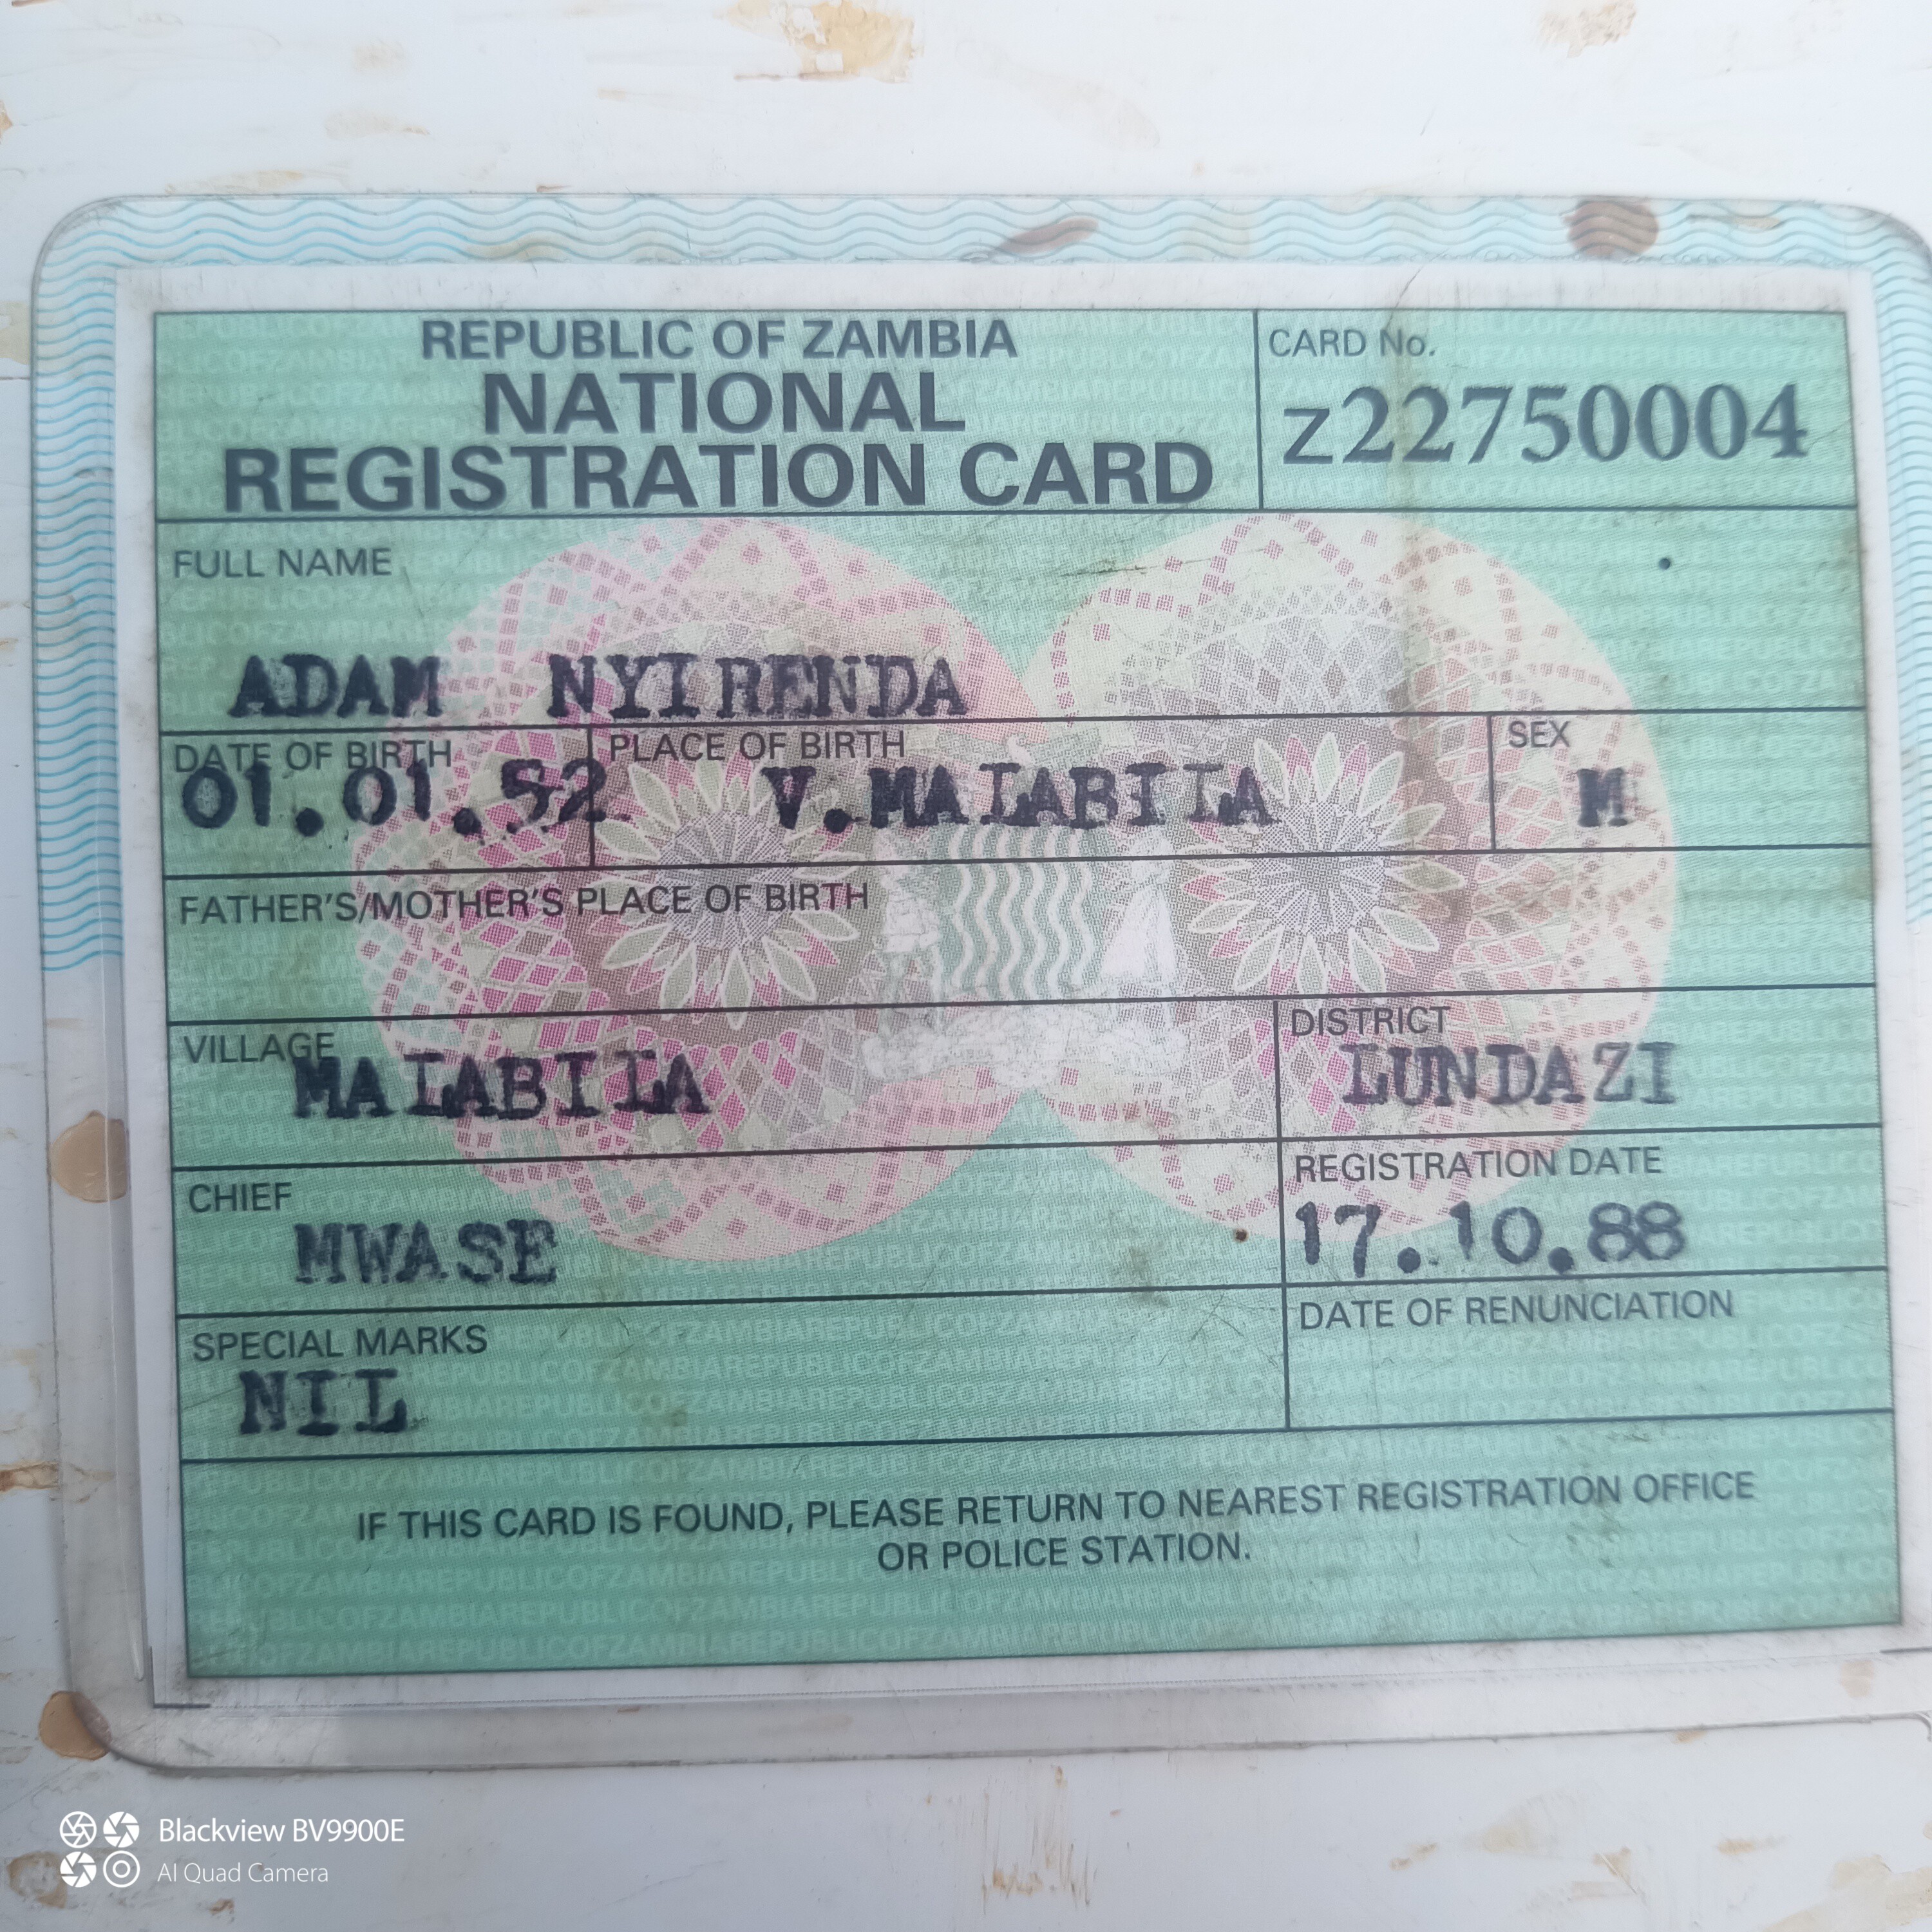 REPUBLIC OF ZAMBIA
NATIONAL
REGISTRATION CARD
CARD No.
Z22750004
FULL NAME
ADAM NYIRENDA
DATE OF BIRTH
01.01.52
PLACE OF BIRTH
V.MALABILA
SEX
M
FATHER'S/MOTHER'S PLACE OF BIRTH
VILLAGE
MALABILA
DISTRICT
LUNDAZI
CHIEF
MWASE
REGISTRATION DATE
17.10.88
SPECIAL MARKS
NIL
DATE OF RENUNCIATION
IF THIS CARD IS FOUND, PLEASE RETURN TO NEAREST REGISTRATION OFFICE
OR POLICE STATION.
Blackview BV9900E
AI Quad Camera